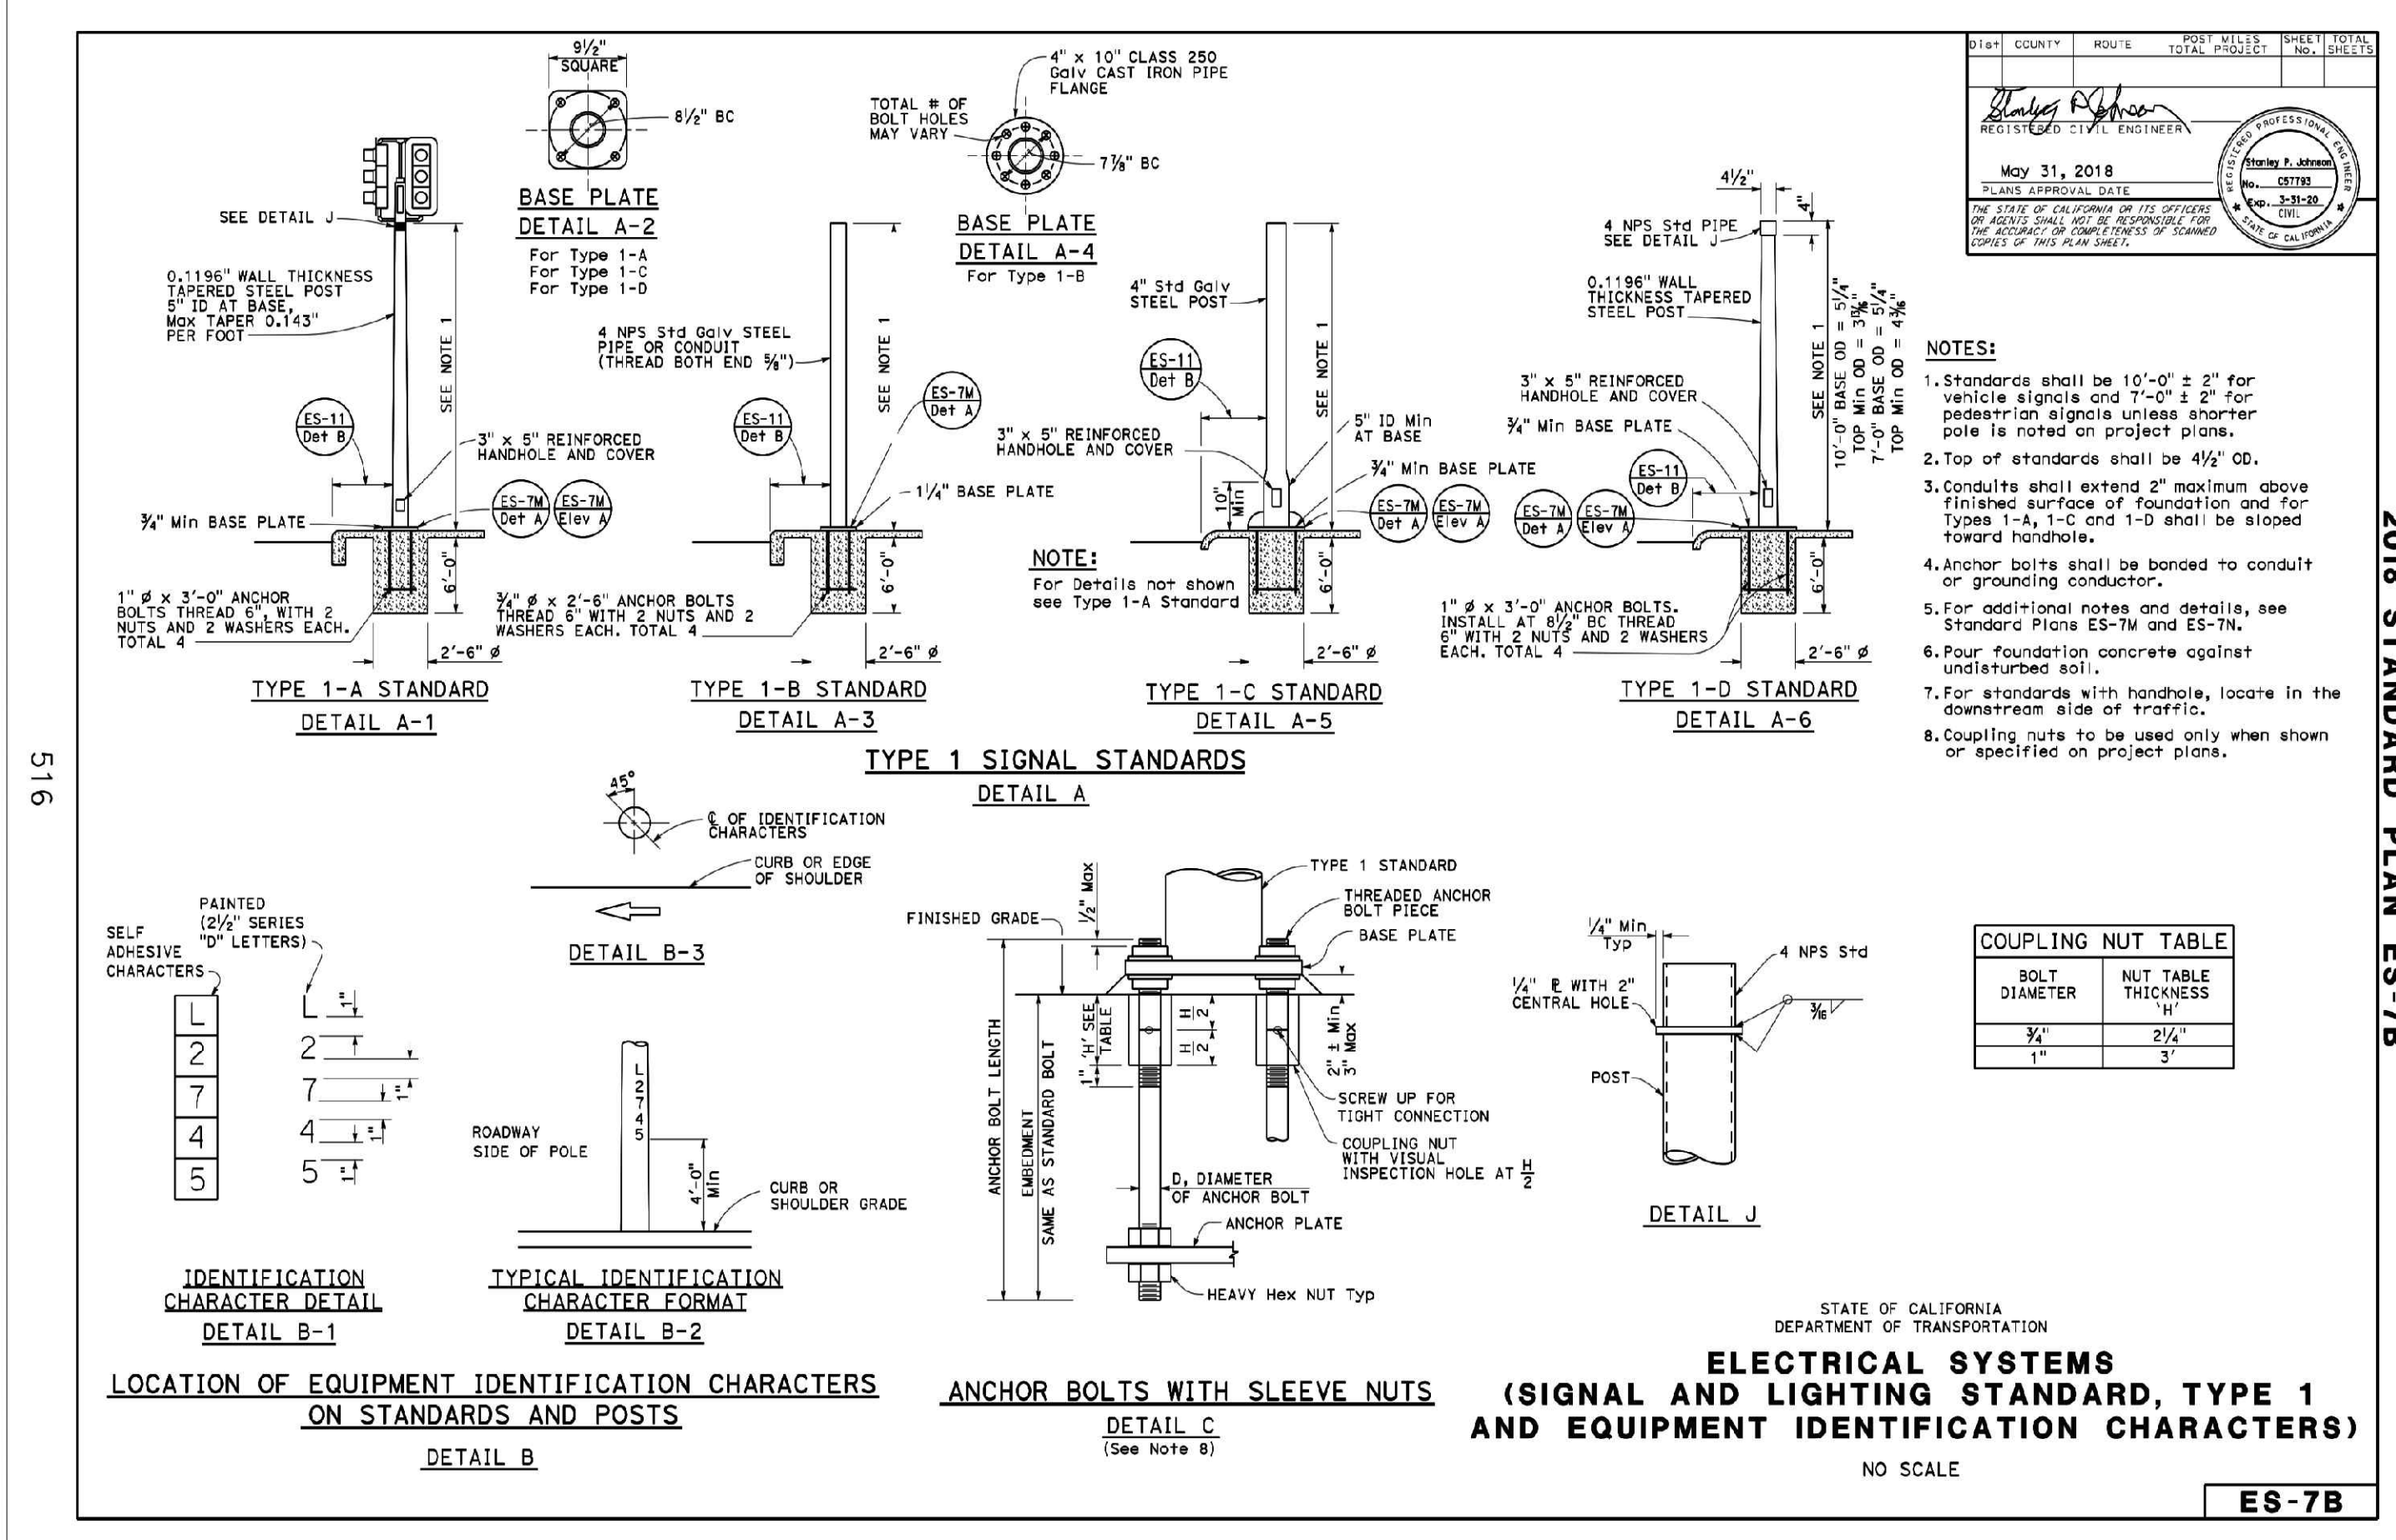 Dist COUNTY ROUTE POST MILES TOTAL PROJECT SHEET No. TOTAL SHEETS
REGISTERED CIVIL ENGINEER
May 31, 2018
PLANS APPROVAL DATE
THE STATE OF CALIFORNIA OR ITS OFFICERS
OR AGENTS SHALL NOT BE RESPONSIBLE FOR
THE ACCURACY OR COMPLETENESS OF SCANNED
COPIES OF THIS PLAN SHEET.
REGISTERED PROFESSIONAL ENGINEER
Stanley P. Johnson
No. C57793
Exp. 3-31-20
CIVIL
STATE OF CALIFORNIA
9½"
SQUARE
8½" BC
BASE PLATE
DETAIL A-2
For Type 1-A
For Type 1-C
For Type 1-D
4" x 10" CLASS 250
Galv CAST IRON PIPE
FLANGE
TOTAL # OF
BOLT HOLES
MAY VARY
7⅞" BC
BASE PLATE
DETAIL A-4
For Type 1-B
SEE DETAIL J
0.1196" WALL THICKNESS
TAPERED STEEL POST
5" ID AT BASE,
Max TAPER 0.143"
PER FOOT
SEE NOTE 1
ES-11
Det B
3" x 5" REINFORCED
HANDHOLE AND COVER
ES-7M
Det A
ES-7M
Elev A
¾" Min BASE PLATE
1" Ø x 3'-0" ANCHOR
BOLTS THREAD 6", WITH 2
NUTS AND 2 WASHERS EACH.
TOTAL 4
6'-0"
2'-6" Ø
TYPE 1-A STANDARD
DETAIL A-1
4 NPS Std Galv STEEL
PIPE OR CONDUIT
(THREAD BOTH END ⅝")
SEE NOTE 1
ES-7M
Det A
ES-11
Det B
1¼" BASE PLATE
¾" Ø x 2'-6" ANCHOR BOLTS
THREAD 6" WITH 2 NUTS AND 2
WASHERS EACH. TOTAL 4
6'-0"
2'-6" Ø
TYPE 1-B STANDARD
DETAIL A-3
4" Std Galv
STEEL POST
ES-11
Det B
SEE NOTE 1
5" ID Min
AT BASE
3" x 5" REINFORCED
HANDHOLE AND COVER
¾" Min BASE PLATE
10"
Min
ES-7M
Det A
ES-7M
Elev A
NOTE:
For Details not shown
see Type 1-A Standard
6'-0"
2'-6" Ø
TYPE 1-C STANDARD
DETAIL A-5
4½"
4"
4 NPS Std PIPE
SEE DETAIL J
0.1196" WALL
THICKNESS TAPERED
STEEL POST
3" x 5" REINFORCED
HANDHOLE AND COVER
¾" Min BASE PLATE
SEE NOTE 1
10'-0" BASE OD = 5¼"
TOP Min OD = 3 13/16"
7'-0" BASE OD = 5¼"
TOP Min OD = 4 3/16"
ES-11
Det B
ES-7M
Det A
ES-7M
Elev A
1" Ø x 3'-0" ANCHOR BOLTS.
INSTALL AT 8½" BC THREAD
6" WITH 2 NUTS AND 2 WASHERS
EACH. TOTAL 4
6'-0"
2'-6" Ø
TYPE 1-D STANDARD
DETAIL A-6
TYPE 1 SIGNAL STANDARDS
DETAIL A
NOTES:
1. Standards shall be 10'-0" ± 2" for
vehicle signals and 7'-0" ± 2" for
pedestrian signals unless shorter
pole is noted on project plans.
2. Top of standards shall be 4½" OD.
3. Conduits shall extend 2" maximum above
finished surface of foundation and for
Types 1-A, 1-C and 1-D shall be sloped
toward handhole.
4. Anchor bolts shall be bonded to conduit
or grounding conductor.
5. For additional notes and details, see
Standard Plans ES-7M and ES-7N.
6. Pour foundation concrete against
undisturbed soil.
7. For standards with handhole, locate in the
downstream side of traffic.
8. Coupling nuts to be used only when shown
or specified on project plans.
2018 STANDARD PLAN ES-7B
516
45°
℄ OF IDENTIFICATION
CHARACTERS
CURB OR EDGE
OF SHOULDER
DETAIL B-3
SELF
ADHESIVE
CHARACTERS
PAINTED
(2½" SERIES
"D" LETTERS)
L
2
7
4
5
L 1"
2
7 1"
4 1"
5 1"
IDENTIFICATION
CHARACTER DETAIL
DETAIL B-1
L
2
7
4
5
ROADWAY
SIDE OF POLE
4'-0"
Min
CURB OR
SHOULDER GRADE
TYPICAL IDENTIFICATION
CHARACTER FORMAT
DETAIL B-2
LOCATION OF EQUIPMENT IDENTIFICATION CHARACTERS
ON STANDARDS AND POSTS
DETAIL B
½" Max
TYPE 1 STANDARD
THREADED ANCHOR
BOLT PIECE
FINISHED GRADE
BASE PLATE
ANCHOR BOLT LENGTH
EMBEDMENT
SAME AS STANDARD BOLT
'H' SEE
TABLE
1"
H/2
H/2
2" ± Min
3" Max
SCREW UP FOR
TIGHT CONNECTION
COUPLING NUT
WITH VISUAL
INSPECTION HOLE AT H/2
D, DIAMETER
OF ANCHOR BOLT
ANCHOR PLATE
HEAVY Hex NUT Typ
ANCHOR BOLTS WITH SLEEVE NUTS
DETAIL C
(See Note 8)
¼" Min
Typ
4 NPS Std
¼" ℙ WITH 2"
CENTRAL HOLE
3/16
POST
DETAIL J
COUPLING NUT TABLE
BOLT DIAMETER NUT TABLE THICKNESS 'H'
¾" 2¼"
1" 3'
STATE OF CALIFORNIA
DEPARTMENT OF TRANSPORTATION
ELECTRICAL SYSTEMS
(SIGNAL AND LIGHTING STANDARD, TYPE 1
AND EQUIPMENT IDENTIFICATION CHARACTERS)
NO SCALE
ES-7B